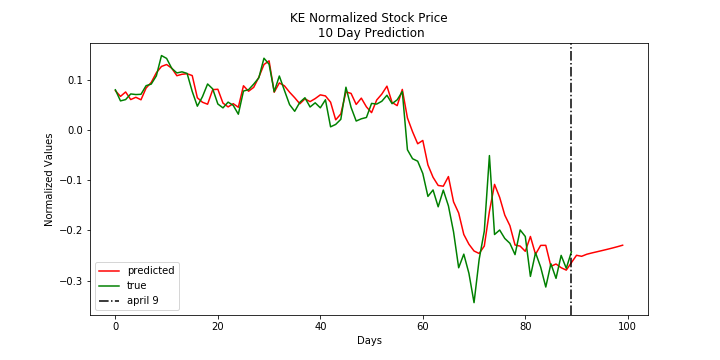 KE Normalized Stock Price
10 Day Prediction
Normalized Values
0.1
0.0
−0.1
−0.2
−0.3
predicted
true
april 9
0 20 40 60 80 100
Days